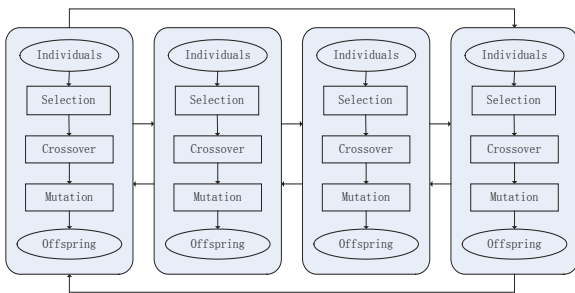 Individuals
Selection
Crossover
Mutation
Offspring
Individuals
Selection
Crossover
Mutation
Offspring
Individuals
Selection
Crossover
Mutation
Offspring
Individuals
Selection
Crossover
Mutation
Offspring